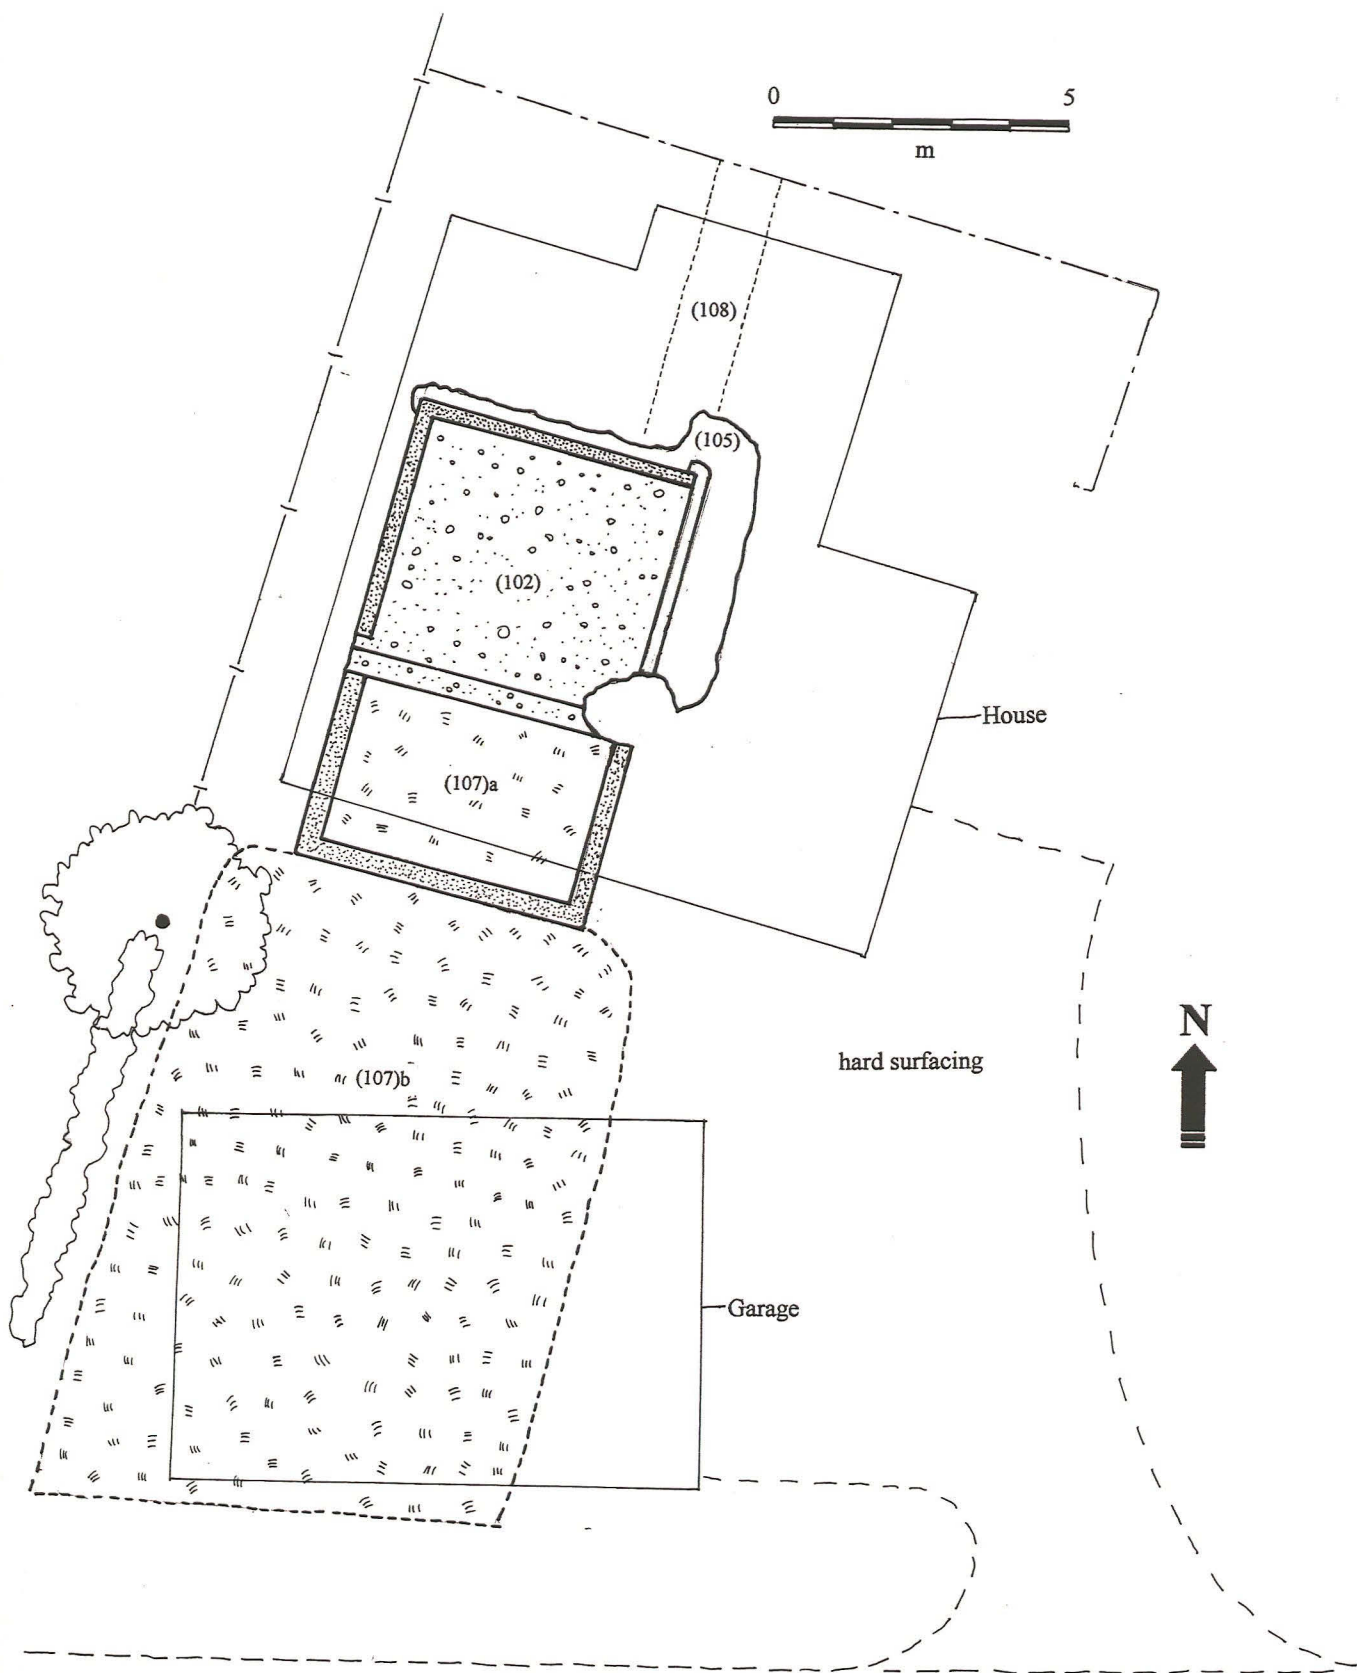 0 5
m
(108)
(105)
(102)
House
(107)a
N
hard surfacing
(107)b
Garage